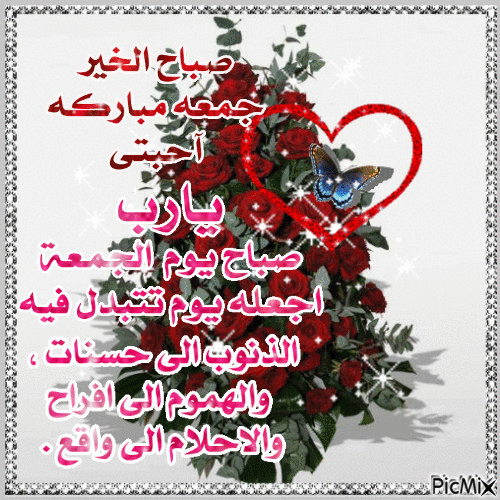 صباح الخير
جمعه مباركه
آحبتى
يارب
صباح يوم الجمعة
اجعله يوم تتبدل فيه
الذنوب الى حسنات ،
والهموم الى افراح
والاحلام الى واقع .
PicMix